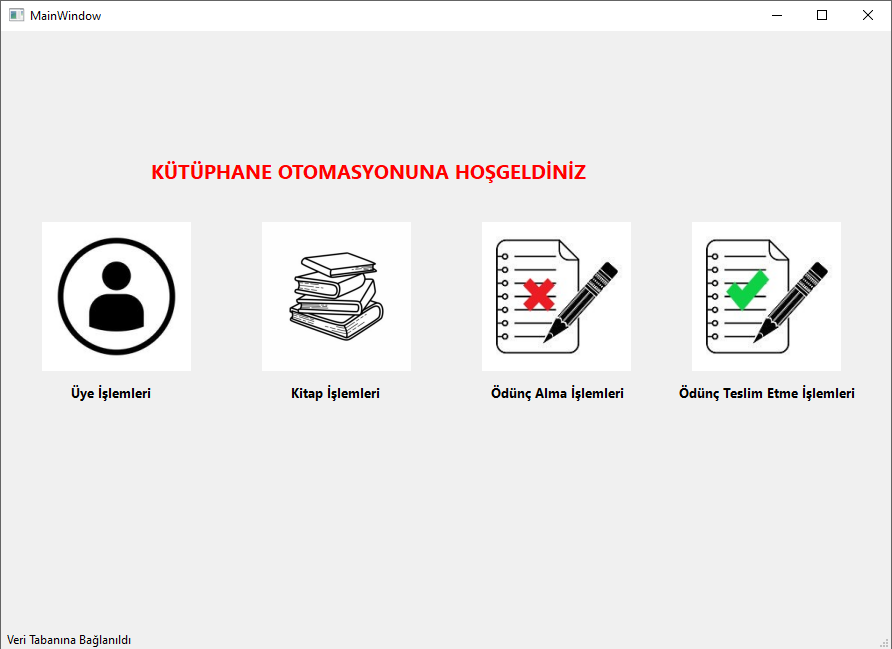 MainWindow
KÜTÜPHANE OTOMASYONUNA HOŞGELDİNİZ
Üye İşlemleri
Kitap İşlemleri
Ödünç Alma İşlemleri
Ödünç Teslim Etme İşlemleri
Veri Tabanına Bağlanıldı